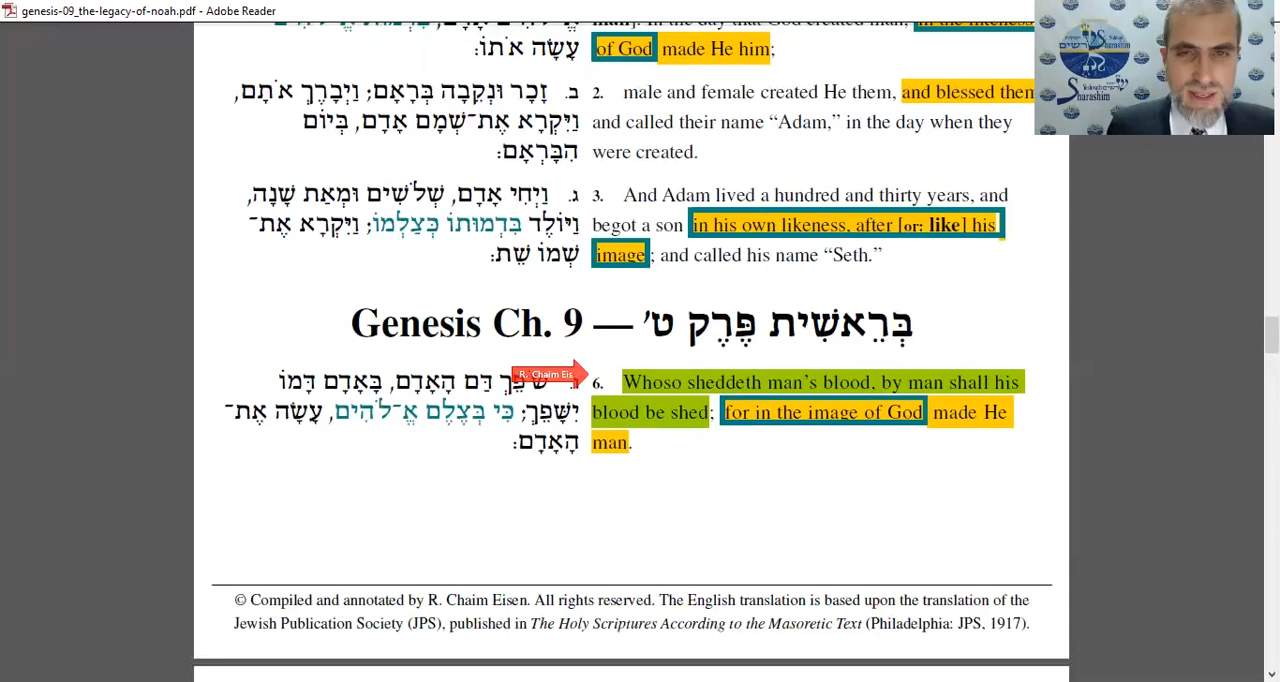 genesis-09_the-legacy-of-noah.pdf - Adobe Reader
of God made He him;
עָשָׂה אֹתוֹ:
ב. זָכָר וּנְקֵבָה בְּרָאָם; וַיְבָרֶךְ אֹתָם,
וַיִּקְרָא אֶת־שְׁמָם אָדָם, בְּיוֹם
הִבָּרְאָם:
2. male and female created He them, and blessed them
and called their name “Adam,” in the day when they
were created.
ג. וַיְחִי אָדָם, שְׁלֹשִׁים וּמְאַת שָׁנָה,
וַיּוֹלֶד בִּדְמוּתוֹ כְּצַלְמוֹ; וַיִּקְרָא אֶת־
שְׁמוֹ שֵׁת:
3. And Adam lived a hundred and thirty years, and
begot a son in his own likeness, after [or: like] his
image; and called his name “Seth.”
Genesis Ch. 9 — בְּרֵאשִׁית פֶּרֶק ט׳
R. Chaim Eis
שֹׁפֵךְ דַּם הָאָדָם, בָּאָדָם דָּמוֹ
יִשָּׁפֵךְ; כִּי בְּצֶלֶם אֱ־לֹהִים, עָשָׂה אֶת־
הָאָדָם:
6. Whoso sheddeth man’s blood, by man shall his
blood be shed; for in the image of God made He
man.
© Compiled and annotated by R. Chaim Eisen. All rights reserved. The English translation is based upon the translation of the
Jewish Publication Society (JPS), published in The Holy Scriptures According to the Masoretic Text (Philadelphia: JPS, 1917).
שרשים
Sharashim